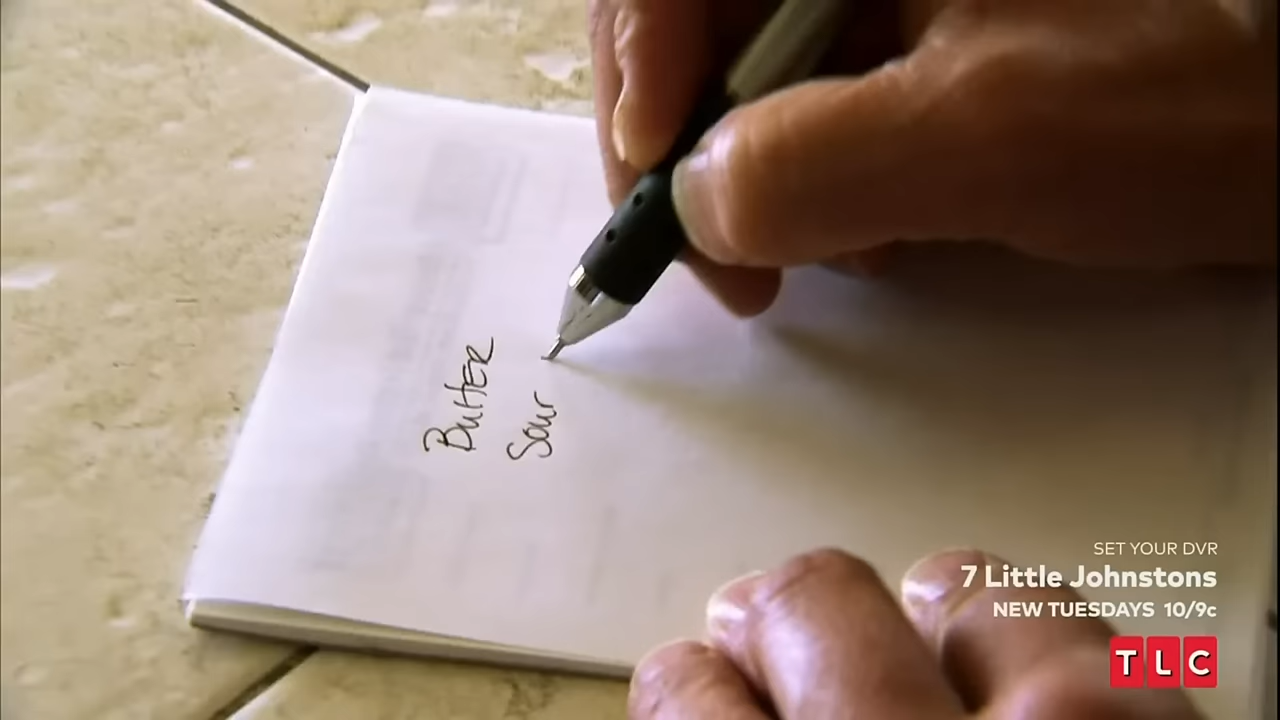 Butter
Sour
SET YOUR DVR
7 Little Johnstons
NEW TUESDAYS 10/9c
TLC